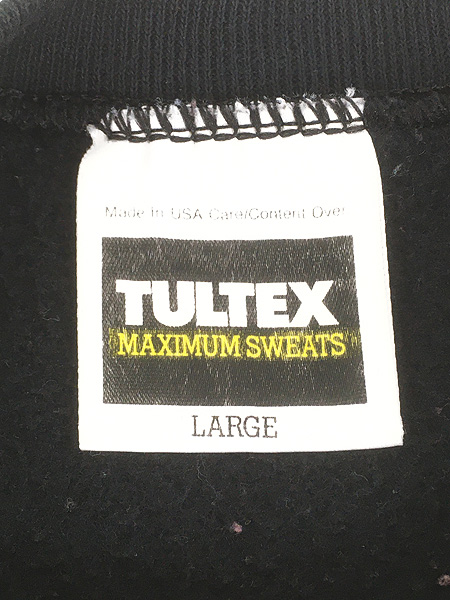 Made In USA Care/Content Over
TULTEX
"MAXIMUM SWEATS"
LARGE